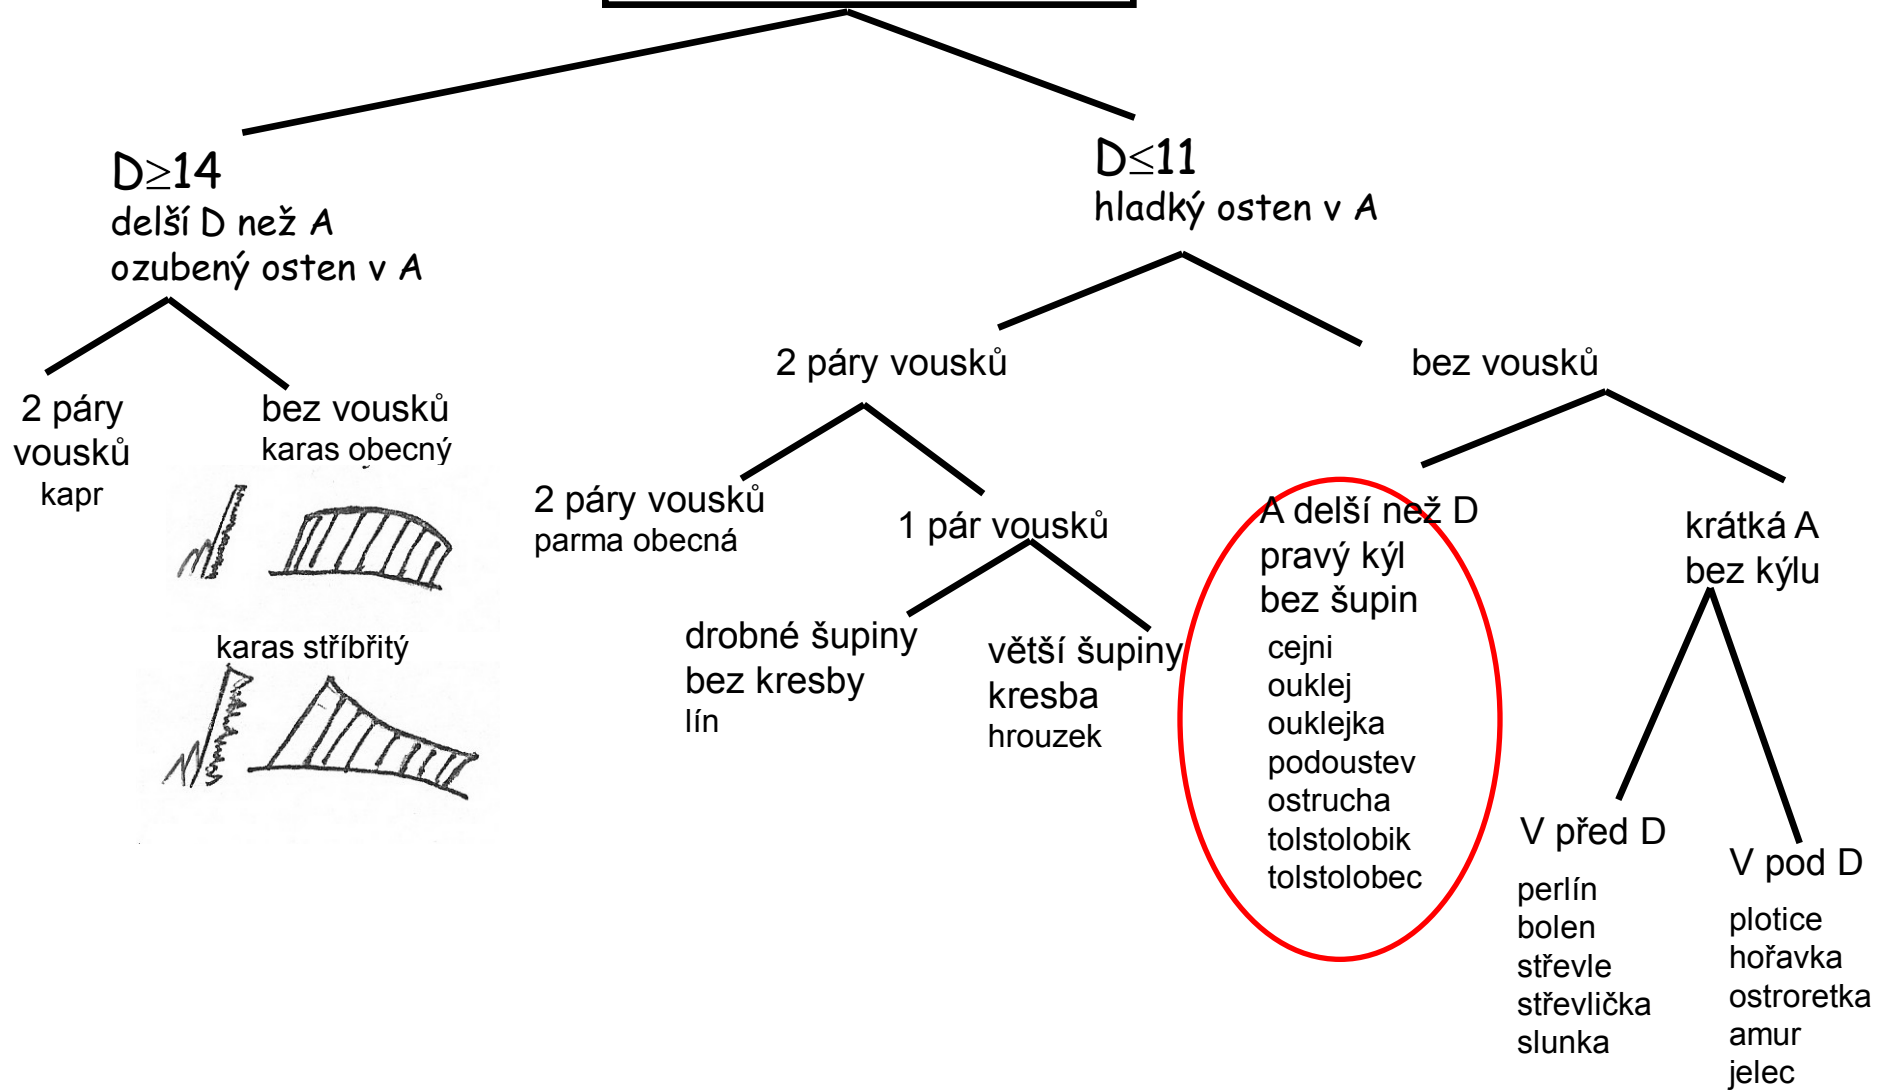 D≥14
delší D než A
ozubený osten v A
D≤11
hladký osten v A
2 páry
vousků
kapr
bez vousků
karas obecný
karas stříbřitý
2 páry vousků
bez vousků
2 páry vousků
parma obecná
1 pár vousků
drobné šupiny
bez kresby
lín
větší šupiny
kresba
hrouzek
A delší než D
pravý kýl
bez šupin
cejni
ouklej
ouklejka
podoustev
ostrucha
tolstolobik
tolstolobec
krátká A
bez kýlu
V před D
perlín
bolen
střevle
střevlička
slunka
V pod D
plotice
hořavka
ostroretka
amur
jelec